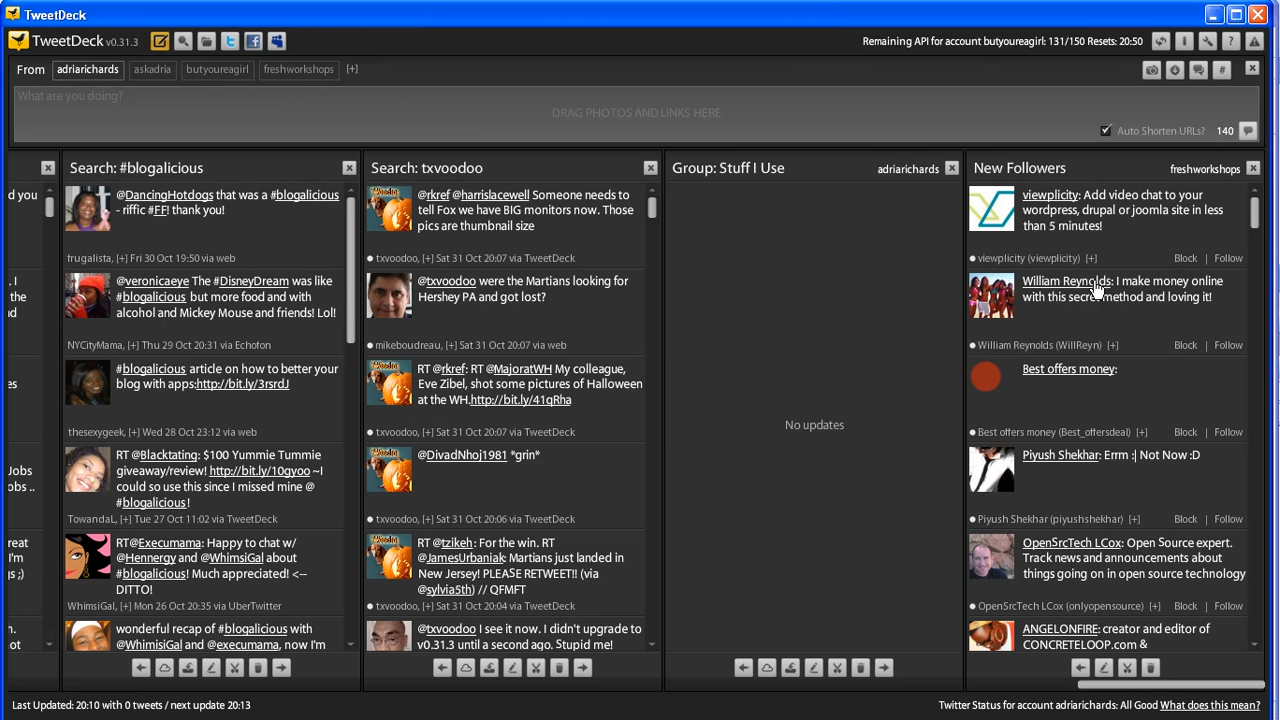 TweetDeck
TweetDeck v0.31.3
Remaining API for account butyoureagirl: 131/150 Resets: 20:50
From adriarichards askadria butyoureagirl freshworkshops [+]
What are you doing?
DRAG PHOTOS AND LINKS HERE
Auto Shorten URLs? 140
d you
the
es
Jobs
obs ..
reat
I'm
gs ;)
h.
ot
Search: #blogalicious
@DancingHotdogs that was a #blogalicious
- riffic #FF! thank you!
frugalista, [+] Fri 30 Oct 19:50 via web
@veronicaeye The #DisneyDream was like
#blogalicious but more food and with
alcohol and Mickey Mouse and friends! Lol!
NYCityMama, [+] Thu 29 Oct 20:31 via Echofon
#blogalicious article on how to better your
blog with apps:http://bit.ly/3rsrdJ
thesexygeek, [+] Wed 28 Oct 23:12 via web
RT @Blacktating: $100 Yummie Tummie
giveaway/review! http://bit.ly/10gyoo ~I
could so use this since I missed mine @
#blogalicious!
TowandaL, [+] Tue 27 Oct 11:02 via TweetDeck
RT@Execumama: Happy to chat w/
@Hennergy and @WhimsiGal about
#blogalicious! Much appreciated! <--
DITTO!
WhimsiGal, [+] Mon 26 Oct 20:35 via UberTwitter
wonderful recap of #blogalicious with
@WhimisiGal and @execumama, now I'm
Search: txvoodoo
@rkref @harrislacewell Someone needs to
tell Fox we have BIG monitors now. Those
pics are thumbnail size
txvoodoo, [+] Sat 31 Oct 20:07 via TweetDeck
@txvoodoo were the Martians looking for
Hershey PA and got lost?
mikeboudreau, [+] Sat 31 Oct 20:07 via web
RT @rkref: RT @MajoratWH My colleague,
Eve Zibel, shot some pictures of Halloween
at the WH.http://bit.ly/41qRha
txvoodoo, [+] Sat 31 Oct 20:07 via TweetDeck
@DivadNhoj1981 *grin*
txvoodoo, [+] Sat 31 Oct 20:06 via TweetDeck
RT @tzikeh: For the win. RT
@JamesUrbaniak: Martians just landed in
New Jersey! PLEASE RETWEET!! (via
@sylvia5th) // QFMFT
txvoodoo, [+] Sat 31 Oct 20:04 via TweetDeck
@txvoodoo I see it now. I didn't upgrade to
v0.31.3 until a second ago. Stupid me!
Group: Stuff I Use adriarichards
No updates
New Followers freshworkshops
viewplicity: Add video chat to your
wordpress, drupal or joomla site in less
than 5 minutes!
viewplicity (viewplicity) [+] Block | Follow
William Reynolds: I make money online
with this secret method and loving it!
William Reynolds (WillReyn) [+] Block | Follow
Best offers money:
Best offers money (Best_offersdeal) [+] Block | Follow
Piyush Shekhar: Errm :| Not Now :D
Piyush Shekhar (piyushshekhar) [+] Block | Follow
OpenSrcTech LCox: Open Source expert.
Track news and announcements about
things going on in open source technology
OpenSrcTech LCox (onlyopensource) [+] Block | Follow
ANGELONFIRE: creator and editor of
CONCRETELOOP.com &
Last Updated: 20:10 with 0 tweets / next update 20:13
Twitter Status for account adriarichards: All Good What does this mean?